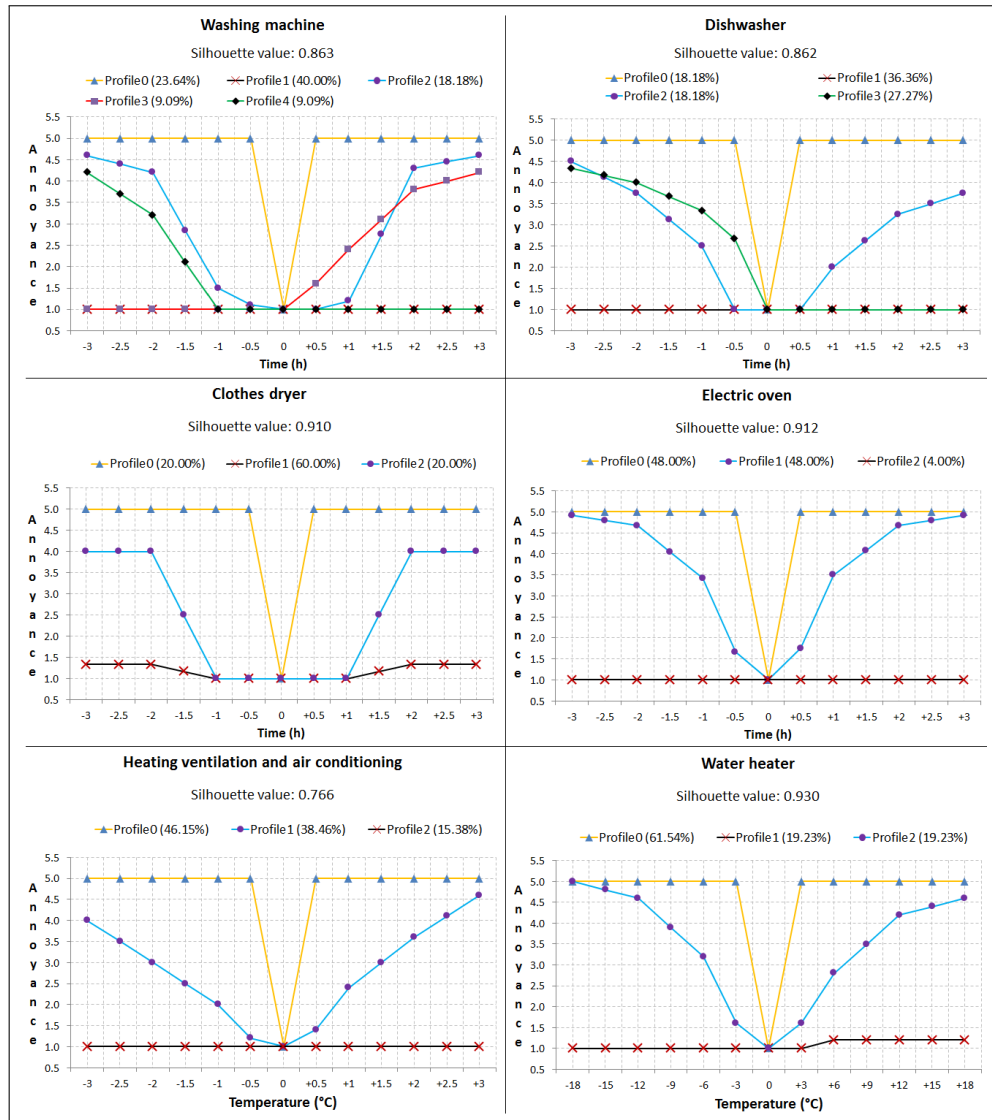 Washing machine
Silhouette value: 0.863
Profile0 (23.64%) Profile1 (40.00%) Profile2 (18.18%)
Profile3 (9.09%) Profile4 (9.09%)
Annoyance
5.5
5.0
4.5
4.0
3.5
3.0
2.5
2.0
1.5
1.0
0.5
-3 -2.5 -2 -1.5 -1 -0.5 0 +0.5 +1 +1.5 +2 +2.5 +3
Time (h)
Dishwasher
Silhouette value: 0.862
Profile0 (18.18%) Profile1 (36.36%)
Profile2 (18.18%) Profile3 (27.27%)
Annoyance
5.5
5.0
4.5
4.0
3.5
3.0
2.5
2.0
1.5
1.0
0.5
-3 -2.5 -2 -1.5 -1 -0.5 0 +0.5 +1 +1.5 +2 +2.5 +3
Time (h)
Clothes dryer
Silhouette value: 0.910
Profile0 (20.00%) Profile1 (60.00%) Profile2 (20.00%)
Annoyance
5.5
5.0
4.5
4.0
3.5
3.0
2.5
2.0
1.5
1.0
0.5
-3 -2.5 -2 -1.5 -1 -0.5 0 +0.5 +1 +1.5 +2 +2.5 +3
Time (h)
Electric oven
Silhouette value: 0.912
Profile0 (48.00%) Profile1 (48.00%) Profile2 (4.00%)
Annoyance
5.5
5.0
4.5
4.0
3.5
3.0
2.5
2.0
1.5
1.0
0.5
-3 -2.5 -2 -1.5 -1 -0.5 0 +0.5 +1 +1.5 +2 +2.5 +3
Time (h)
Heating ventilation and air conditioning
Silhouette value: 0.766
Profile0 (46.15%) Profile1 (38.46%) Profile2 (15.38%)
Annoyance
5.5
5.0
4.5
4.0
3.5
3.0
2.5
2.0
1.5
1.0
0.5
-3 -2.5 -2 -1.5 -1 -0.5 0 +0.5 +1 +1.5 +2 +2.5 +3
Temperature (°C)
Water heater
Silhouette value: 0.930
Profile0 (61.54%) Profile1 (19.23%) Profile2 (19.23%)
Annoyance
5.5
5.0
4.5
4.0
3.5
3.0
2.5
2.0
1.5
1.0
0.5
-18 -15 -12 -9 -6 -3 0 +3 +6 +9 +12 +15 +18
Temperature (°C)